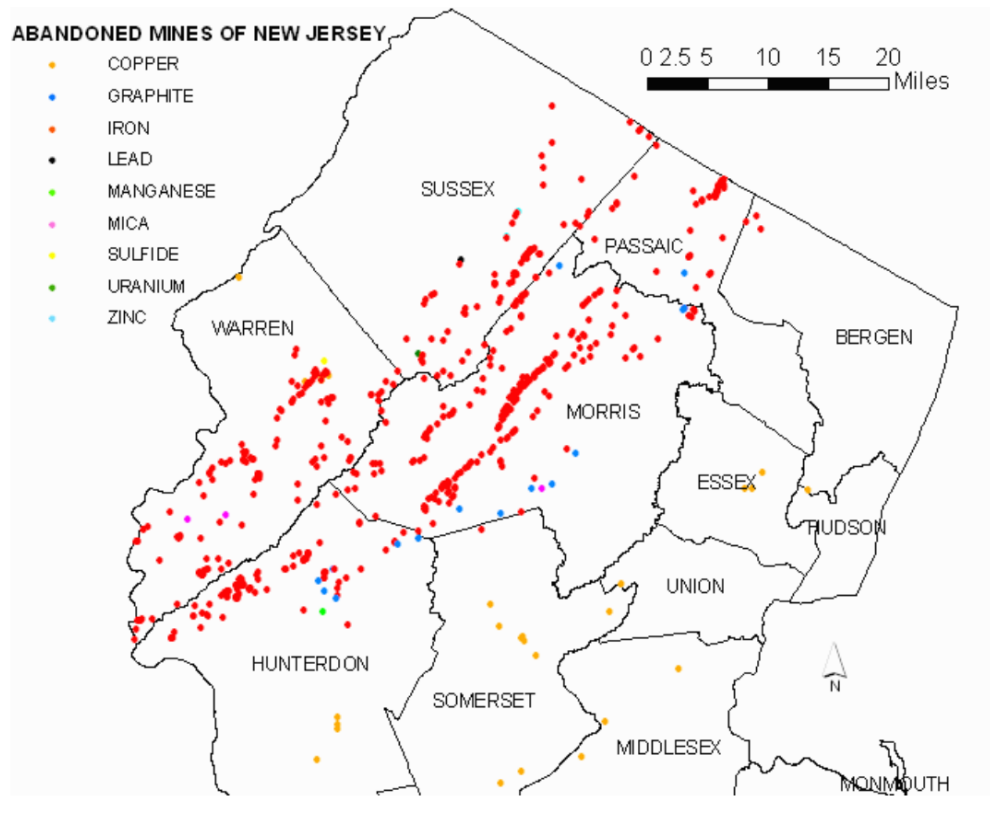 ABANDONED MINES OF NEW JERSEY
COPPER
GRAPHITE
IRON
LEAD
MANGANESE
MICA
SULFIDE
URANIUM
ZINC
0 2.5 5 10 15 20
Miles
SUSSEX
PASSAIC
WARREN
BERGEN
MORRIS
ESSEX
HUDSON
UNION
HUNTERDON
SOMERSET
MIDDLESEX
N
MONMOUTH